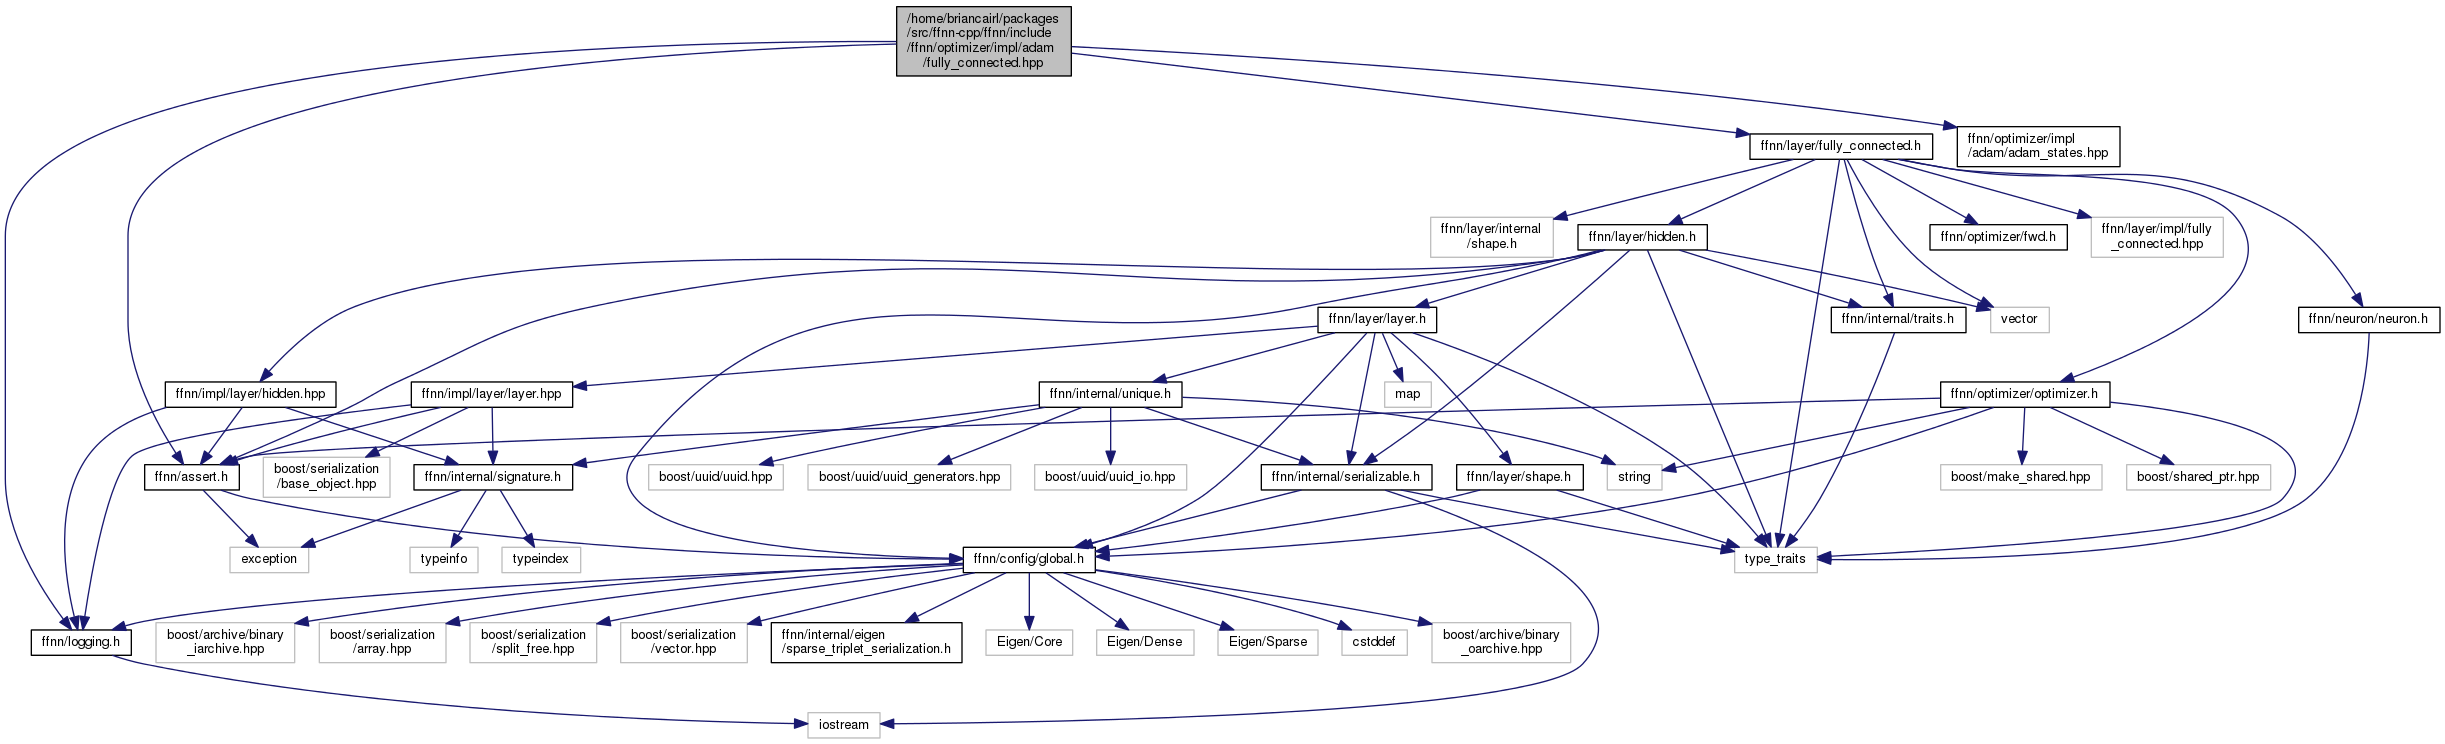 /home/briancairl/packages
/src/ffnn-cpp/ffnn/include
/ffnn/optimizer/impl/adam
/fully_connected.hpp
ffnn/layer/fully_connected.h
ffnn/optimizer/impl
/adam/adam_states.hpp
ffnn/layer/internal
/shape.h
ffnn/layer/hidden.h
ffnn/optimizer/fwd.h
ffnn/layer/impl/fully
_connected.hpp
ffnn/layer/layer.h
ffnn/internal/traits.h
vector
ffnn/neuron/neuron.h
ffnn/impl/layer/hidden.hpp
ffnn/impl/layer/layer.hpp
ffnn/internal/unique.h
map
ffnn/optimizer/optimizer.h
ffnn/assert.h
boost/serialization
/base_object.hpp
ffnn/internal/signature.h
boost/uuid/uuid.hpp
boost/uuid/uuid_generators.hpp
boost/uuid/uuid_io.hpp
ffnn/internal/serializable.h
ffnn/layer/shape.h
string
boost/make_shared.hpp
boost/shared_ptr.hpp
exception
typeinfo
typeindex
ffnn/config/global.h
type_traits
ffnn/logging.h
boost/archive/binary
_iarchive.hpp
boost/serialization
/array.hpp
boost/serialization
/split_free.hpp
boost/serialization
/vector.hpp
ffnn/internal/eigen
/sparse_triplet_serialization.h
Eigen/Core
Eigen/Dense
Eigen/Sparse
cstddef
boost/archive/binary
_oarchive.hpp
iostream